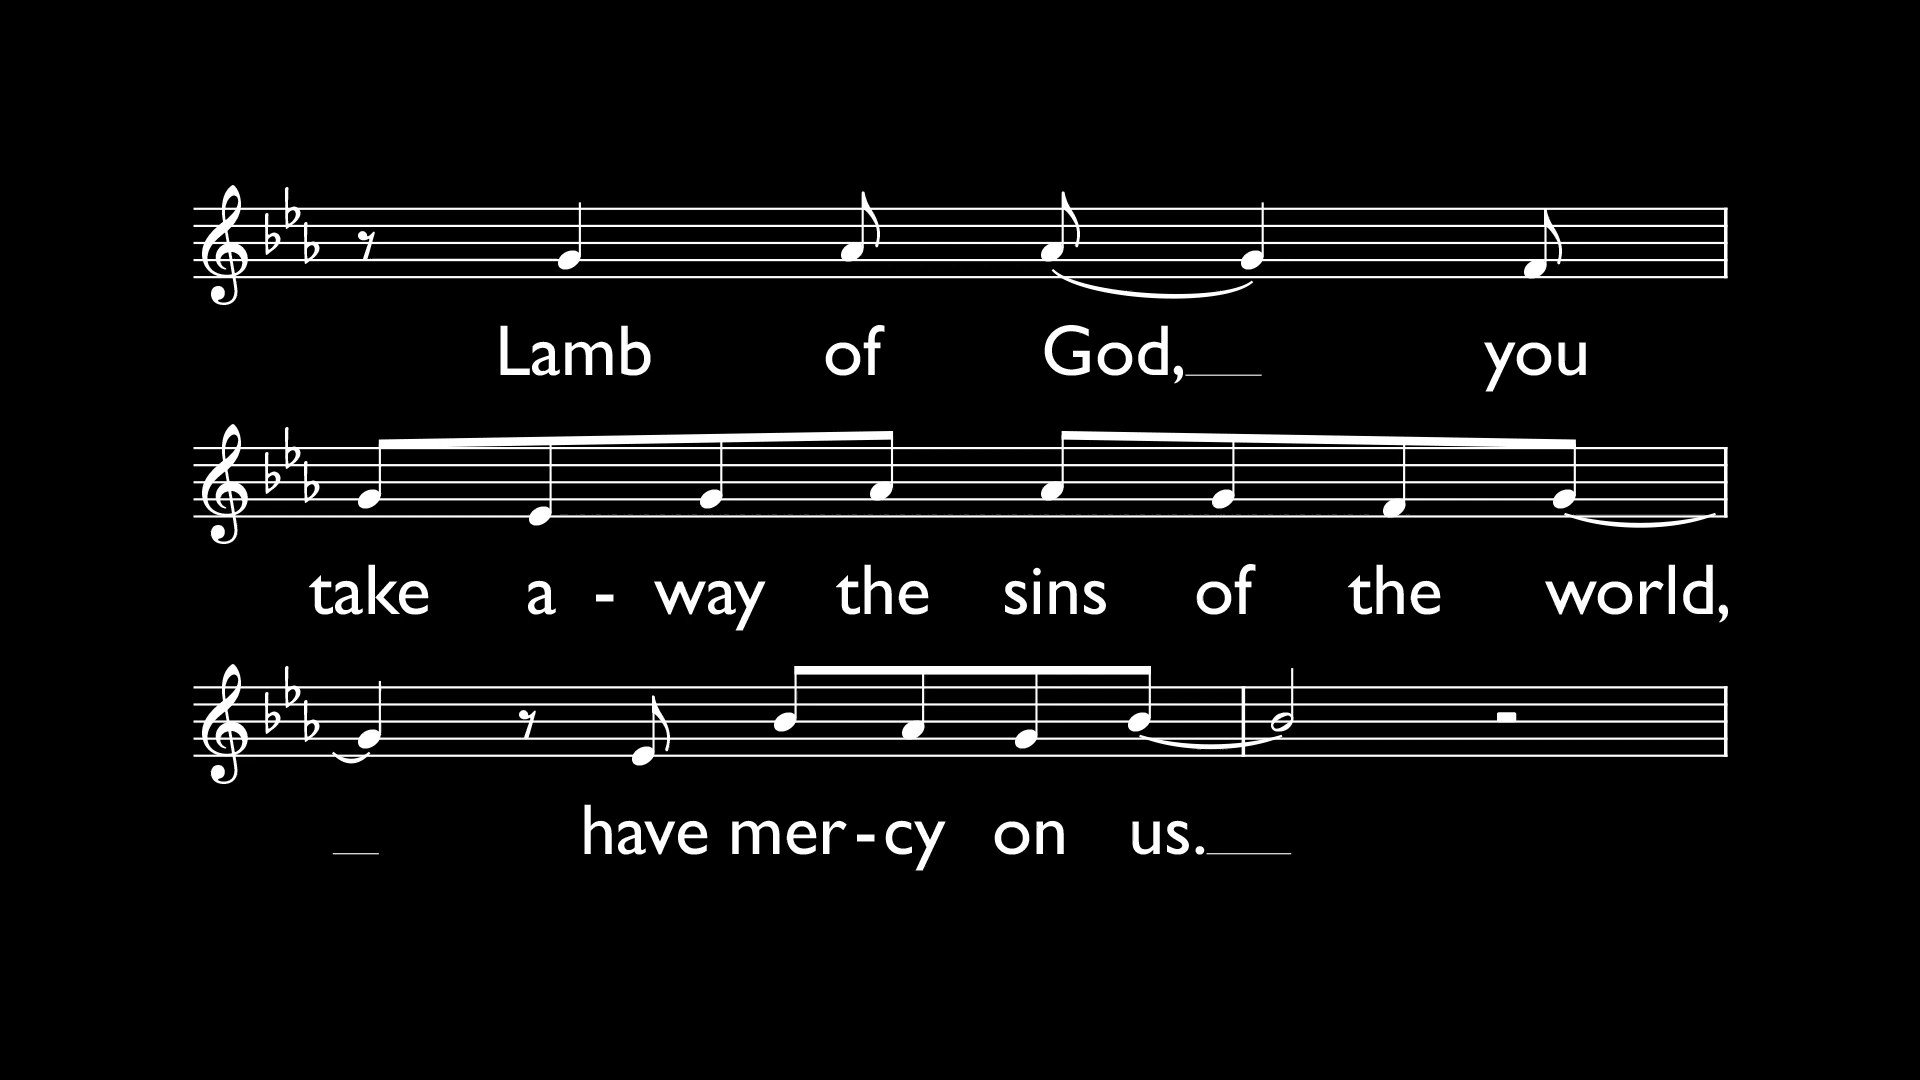 Lamb of God, you
take a - way the sins of the world,
have mer - cy on us.